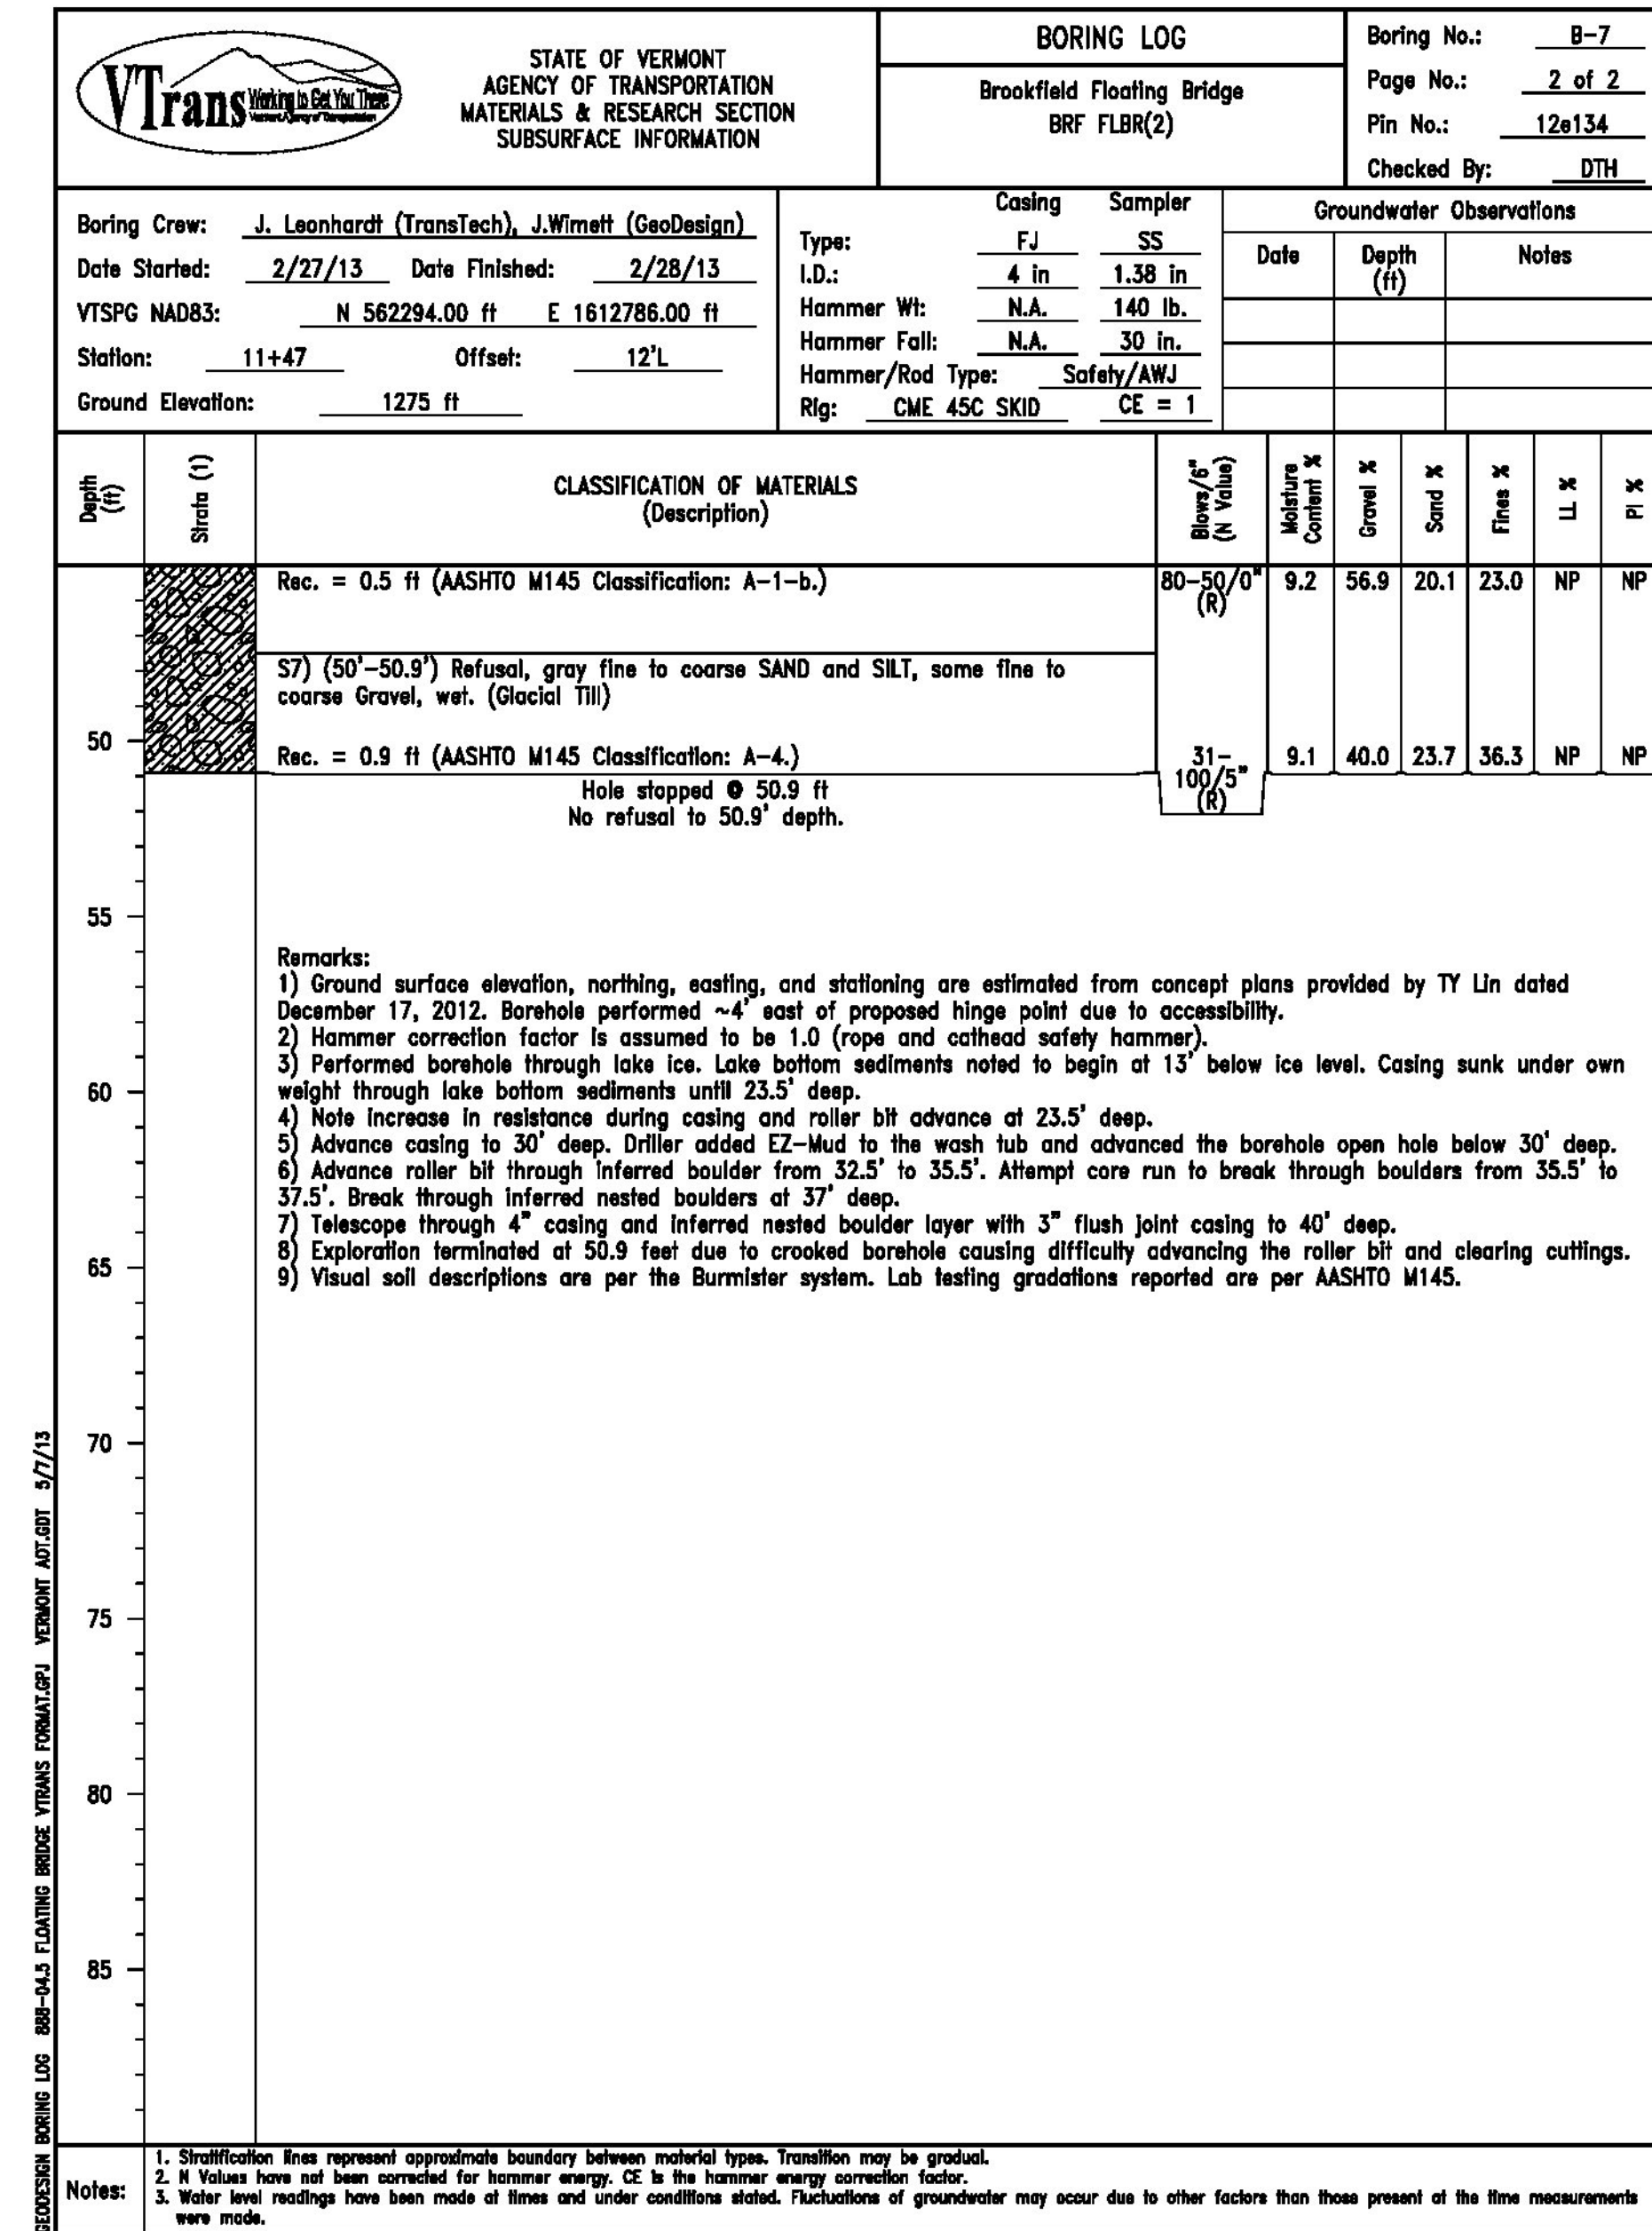 VTrans Working to Get You There
Vermont Agency of Transportation
STATE OF VERMONT
AGENCY OF TRANSPORTATION
MATERIALS & RESEARCH SECTION
SUBSURFACE INFORMATION
BORING LOG
Brookfield Floating Bridge
BRF FLBR(2)
Boring No.: B-7
Page No.: 2 of 2
Pin No.: 12e134
Checked By: DTH
Boring Crew: J. Leonhardt (TransTech), J.Wimett (GeoDesign)
Date Started: 2/27/13 Date Finished: 2/28/13
VTSPG NAD83: N 562294.00 ft E 1612786.00 ft
Station: 11+47 Offset: 12'L
Ground Elevation: 1275 ft
Casing Sampler
Type: FJ SS
I.D.: 4 in 1.38 in
Hammer Wt: N.A. 140 lb.
Hammer Fall: N.A. 30 in.
Hammer/Rod Type: Safety/AWJ
Rig: CME 45C SKID CE = 1
Groundwater Observations
Date Depth (ft) Notes
Depth (ft)
Strata (1)
CLASSIFICATION OF MATERIALS
(Description)
Blows/6" (N Value)
Moisture Content %
Gravel %
Sand %
Fines %
LL %
PI %
Rec. = 0.5 ft (AASHTO M145 Classification: A-1-b.) 80-50/0" 9.2 56.9 20.1 23.0 NP NP
(R)
S7) (50'-50.9') Refusal, gray fine to coarse SAND and SILT, some fine to
coarse Gravel, wet. (Glacial Till)
50
Rec. = 0.9 ft (AASHTO M145 Classification: A-4.) 31- 9.1 40.0 23.7 36.3 NP NP
100/5"
(R)
Hole stopped @ 50.9 ft
No refusal to 50.9' depth.
55
Remarks:
1) Ground surface elevation, northing, easting, and stationing are estimated from concept plans provided by TY Lin dated
December 17, 2012. Borehole performed ~4' east of proposed hinge point due to accessibility.
2) Hammer correction factor is assumed to be 1.0 (rope and cathead safety hammer).
3) Performed borehole through lake ice. Lake bottom sediments noted to begin at 13' below ice level. Casing sunk under own
60
weight through lake bottom sediments until 23.5' deep.
4) Note increase in resistance during casing and roller bit advance at 23.5' deep.
5) Advance casing to 30' deep. Driller added EZ-Mud to the wash tub and advanced the borehole open hole below 30' deep.
6) Advance roller bit through inferred boulder from 32.5' to 35.5'. Attempt core run to break through boulders from 35.5' to
37.5'. Break through inferred nested boulders at 37' deep.
7) Telescope through 4" casing and inferred nested boulder layer with 3" flush joint casing to 40' deep.
8) Exploration terminated at 50.9 feet due to crooked borehole causing difficulty advancing the roller bit and clearing cuttings.
65
9) Visual soil descriptions are per the Burmister system. Lab testing gradations reported are per AASHTO M145.
70
75
80
85
Notes:
1. Stratification lines represent approximate boundary between material types. Transition may be gradual.
2. N Values have not been corrected for hammer energy. CE is the hammer energy correction factor.
3. Water level readings have been made at times and under conditions stated. Fluctuations of groundwater may occur due to other factors than those present at the time measurements
were made.
GEODESIGN BORING LOG 888-04.5 FLOATING BRIDGE VTRANS FORMAT.GPJ VERMONT AOT.GDT 5/7/13